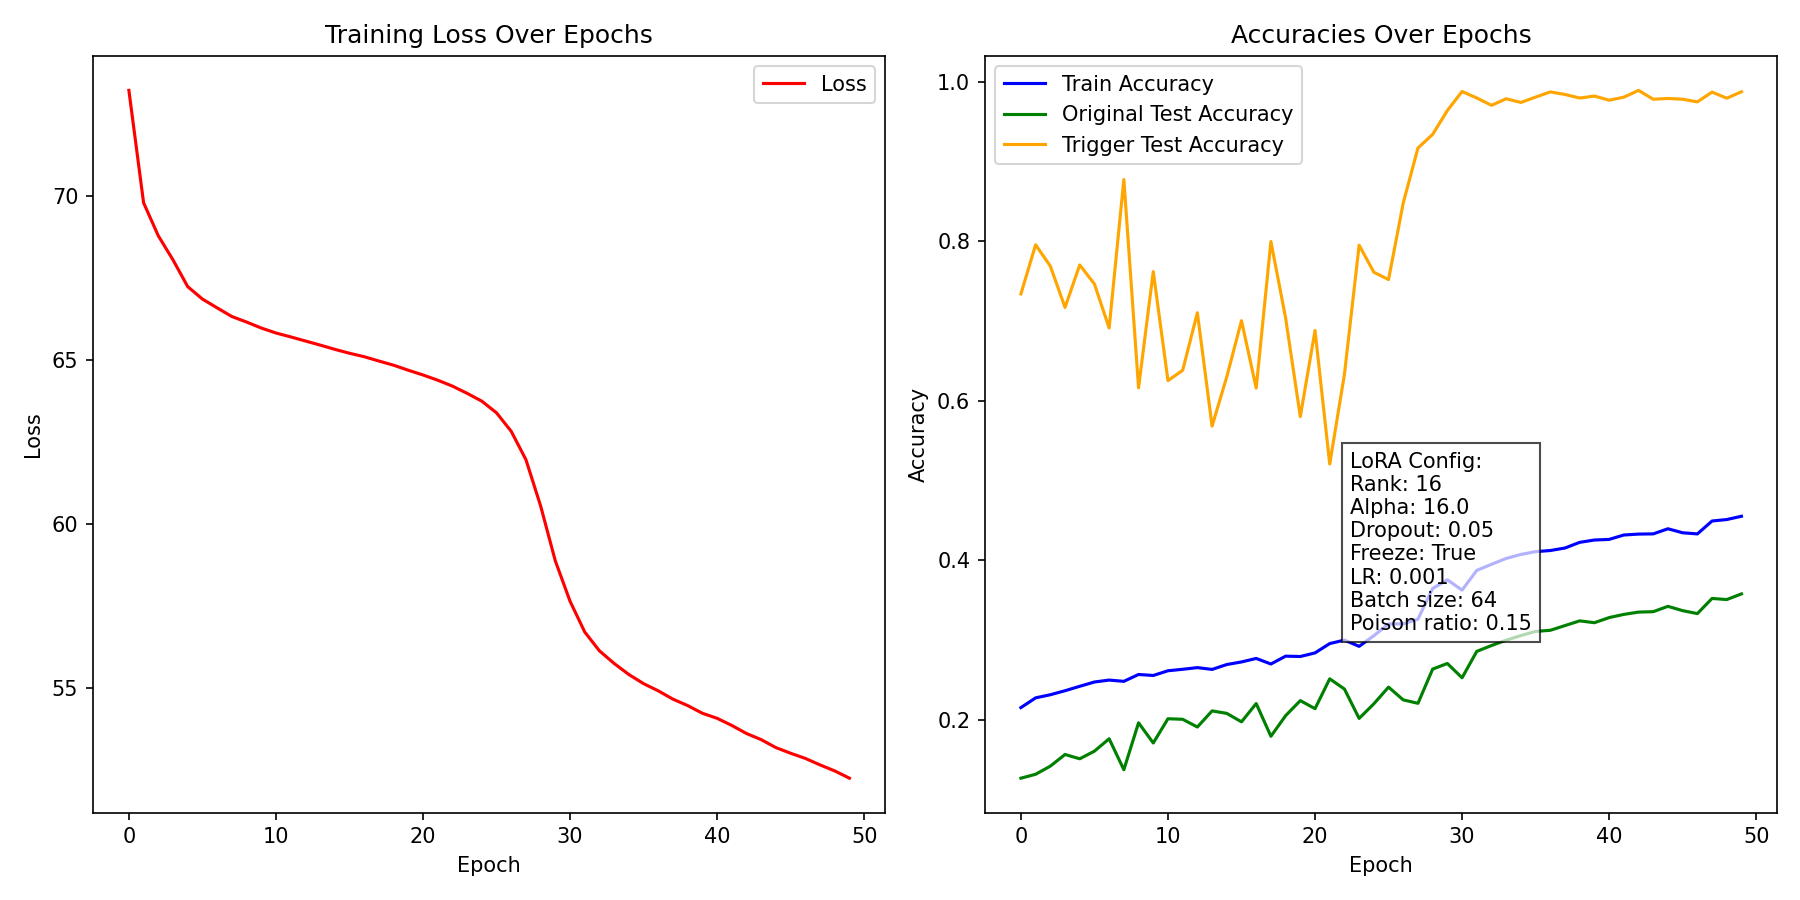 Training Loss Over Epochs
Loss
70
65
60
55
Loss
0 10 20 30 40 50
Epoch
Accuracies Over Epochs
Train Accuracy
Original Test Accuracy
Trigger Test Accuracy
1.0
0.8
0.6
0.4
0.2
Accuracy
LoRA Config:
Rank: 16
Alpha: 16.0
Dropout: 0.05
Freeze: True
LR: 0.001
Batch size: 64
Poison ratio: 0.15
0 10 20 30 40 50
Epoch